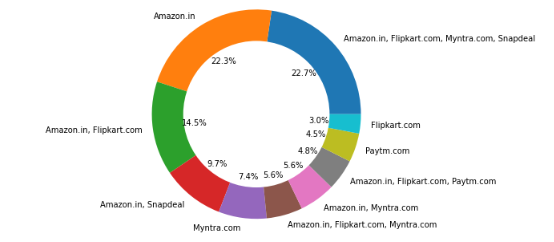 Amazon.in
Amazon.in, Flipkart.com, Myntra.com, Snapdeal
22.3%
22.7%
14.5%
3.0%
Amazon.in, Flipkart.com
Flipkart.com
4.5%
Paytm.com
4.8%
9.7%
5.6%
7.4%
5.6%
Amazon.in, Flipkart.com, Paytm.com
Amazon.in, Snapdeal
Amazon.in, Myntra.com
Myntra.com
Amazon.in, Flipkart.com, Myntra.com